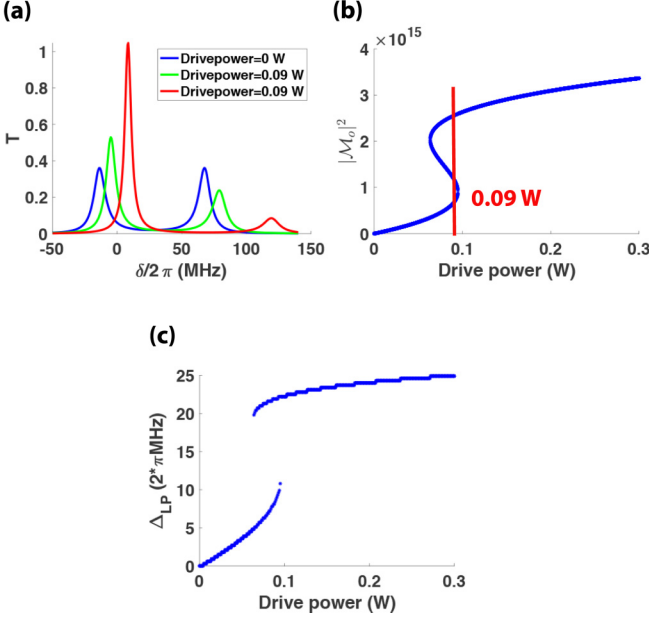 (a)
1
0.8
0.6
0.4
0.2
0
T
-50 0 50 100 150
δ/2 π (MHz)
Drivepower=0 W
Drivepower=0.09 W
Drivepower=0.09 W
(b)
×10^15
4
3
2
1
0
|ℳₒ|²
0 0.1 0.2 0.3
Drive power (W)
0.09 W
(c)
25
20
15
10
5
0
Δ_LP (2*πMHz)
0 0.1 0.2 0.3
Drive power (W)